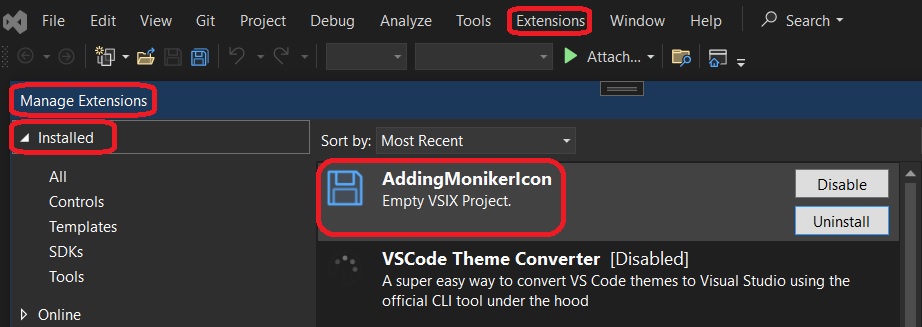 File Edit View Git Project Debug Analyze Tools Extensions Window Help Search
Attach...
Manage Extensions
Installed
All
Controls
Templates
SDKs
Tools
Online
Sort by: Most Recent
AddingMonikerIcon
Empty VSIX Project.
Disable
Uninstall
VSCode Theme Converter [Disabled]
A super easy way to convert VS Code themes to Visual Studio using the
official CLI tool under the hood